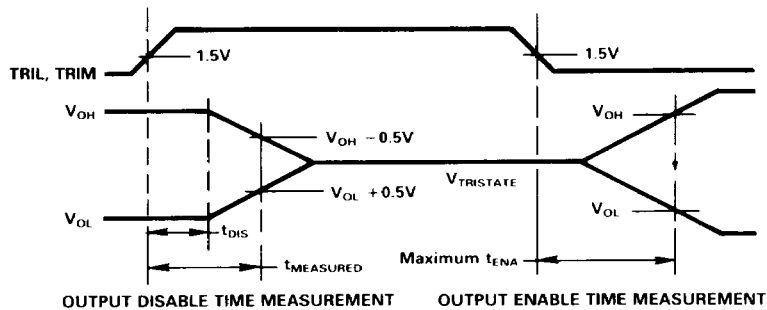 1.5V
1.5V
TRIL, TRIM
VOH
VOH −0.5V
VOH
VTRISTATE
VOL +0.5V
VOL
VOL
tDIS
tMEASURED
Maximum tENA
OUTPUT DISABLE TIME MEASUREMENT
OUTPUT ENABLE TIME MEASUREMENT